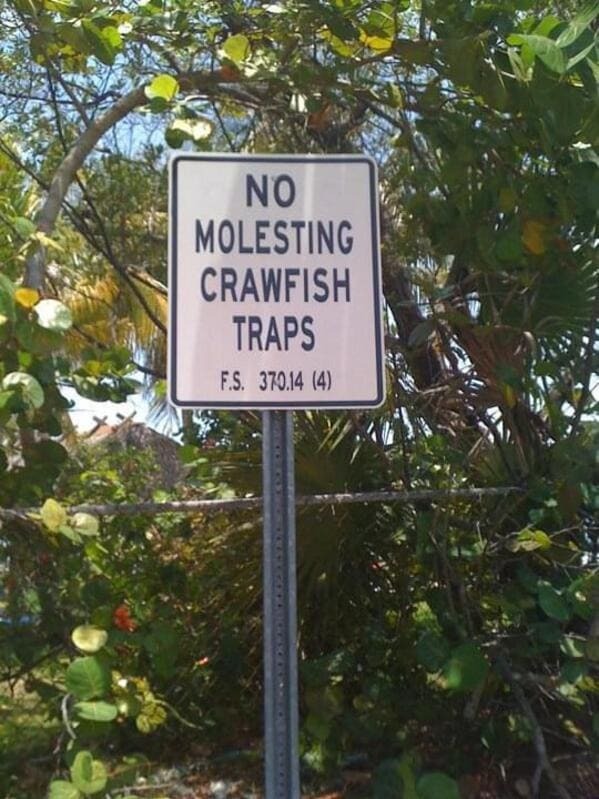 NO
MOLESTING
CRAWFISH
TRAPS
F.S. 370.14 (4)